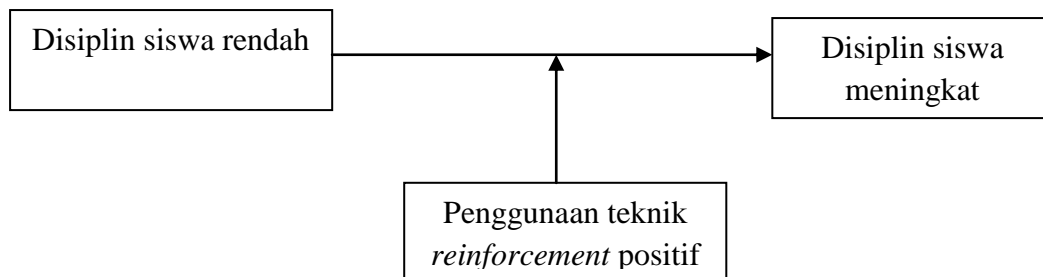 Disiplin siswa rendah
Disiplin siswa
meningkat
Penggunaan teknik
reinforcement positif